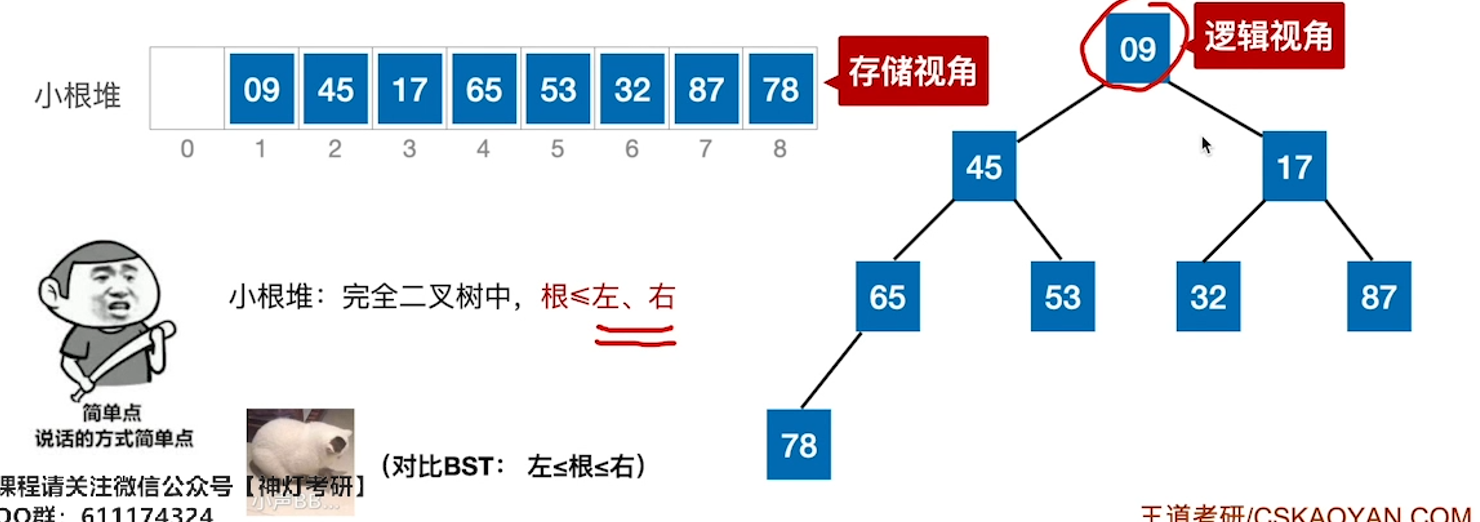 09
逻辑视角
小根堆
09 45 17 65 53 32 87 78
存储视角
0 1 2 3 4 5 6 7 8
45 17
65 53 32 87
小根堆：完全二叉树中，根≤左、右
78
简单点
说话的方式简单点
（对比BST： 左≤根≤右）
课程请关注微信公众号【神灯考研】
小声BB...
QQ群：611174324
王道考研/CSKAOYAN.COM